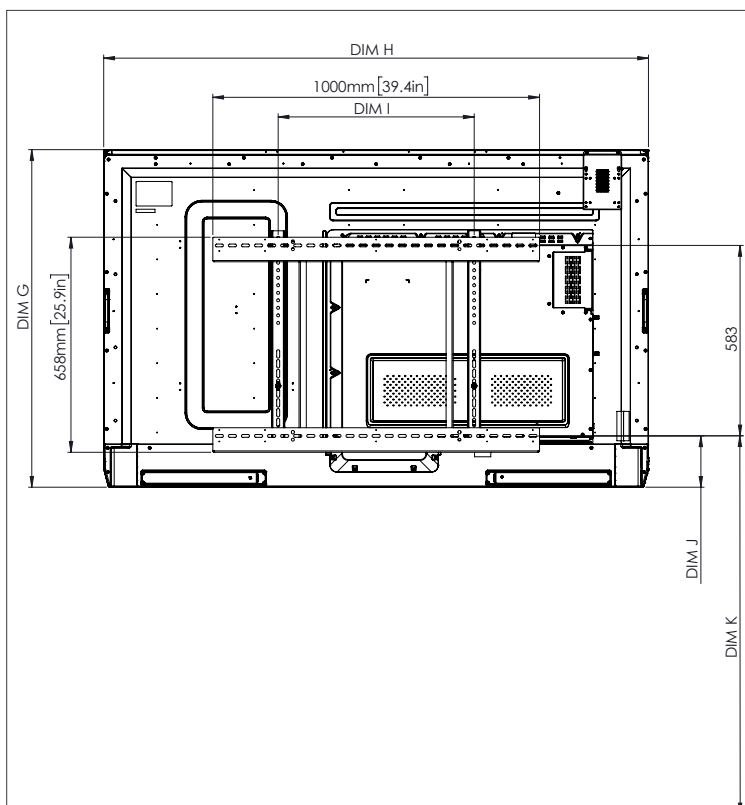 DIM H
1000mm [39.4in]
DIM I
DIM G
658mm [25.9in]
583
DIM J
DIM K